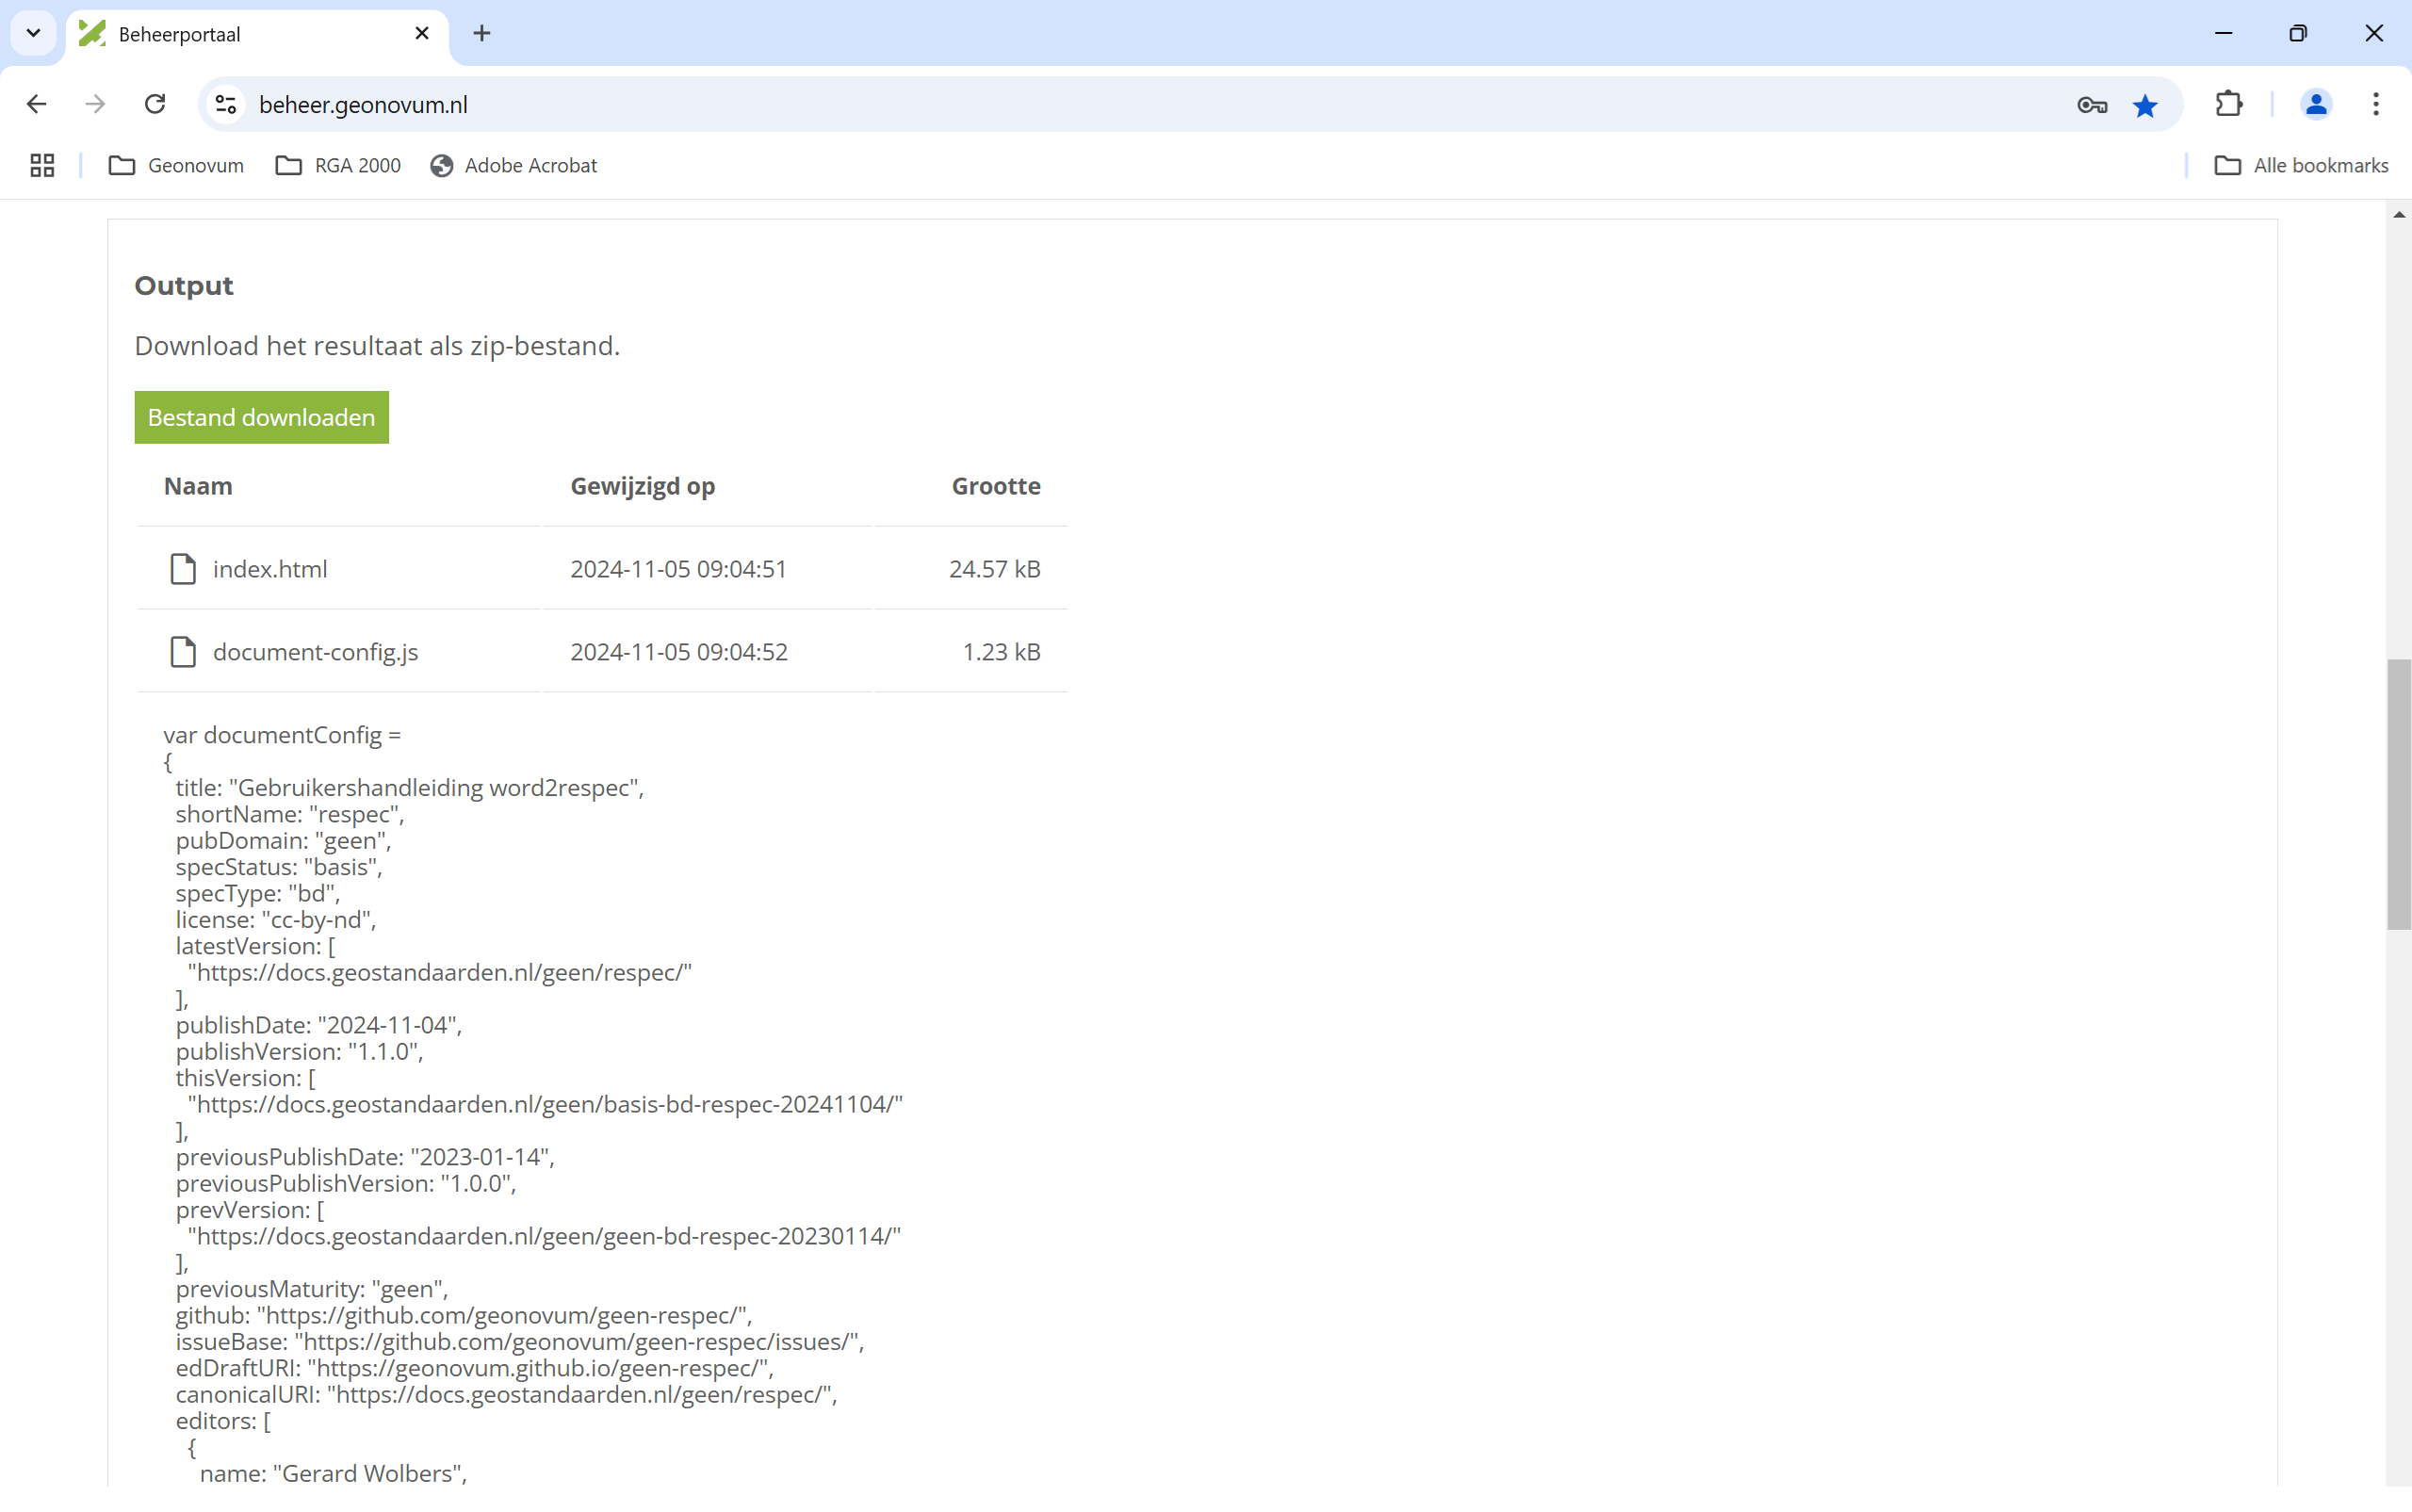 Beheerportaal
beheer.geonovum.nl
Geonovum
RGA 2000
Adobe Acrobat
Alle bookmarks
Output
Download het resultaat als zip-bestand.
Bestand downloaden
Naam Gewijzigd op Grootte
index.html 2024-11-05 09:04:51 24.57 kB
document-config.js 2024-11-05 09:04:52 1.23 kB
var documentConfig =
{
title: "Gebruikershandleiding word2respec",
shortName: "respec",
pubDomain: "geen",
specStatus: "basis",
specType: "bd",
license: "cc-by-nd",
latestVersion: [
"https://docs.geostandaarden.nl/geen/respec/"
],
publishDate: "2024-11-04",
publishVersion: "1.1.0",
thisVersion: [
"https://docs.geostandaarden.nl/geen/basis-bd-respec-20241104/"
],
previousPublishDate: "2023-01-14",
previousPublishVersion: "1.0.0",
prevVersion: [
"https://docs.geostandaarden.nl/geen/geen-bd-respec-20230114/"
],
previousMaturity: "geen",
github: "https://github.com/geonovum/geen-respec/",
issueBase: "https://github.com/geonovum/geen-respec/issues/",
edDraftURI: "https://geonovum.github.io/geen-respec/",
canonicalURI: "https://docs.geostandaarden.nl/geen/respec/",
editors: [
{
name: "Gerard Wolbers",